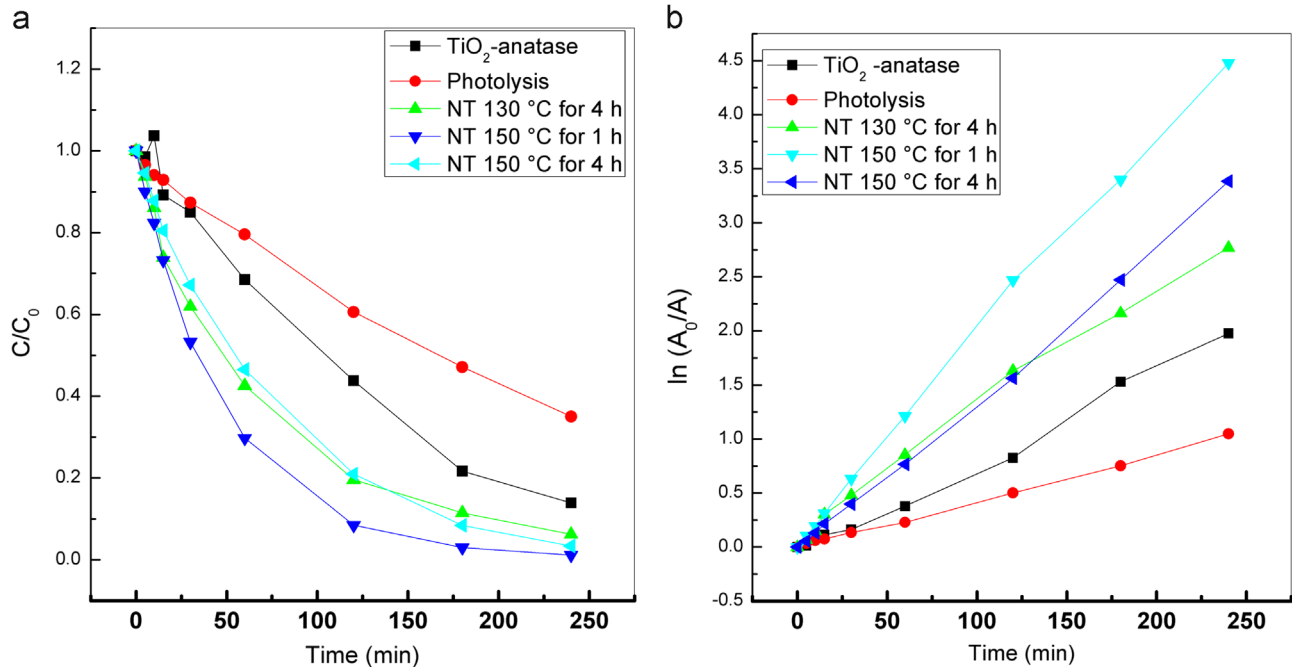 a
C/C0
1.2
1.0
0.8
0.6
0.4
0.2
0.0
TiO2-anatase
Photolysis
NT 130 °C for 4 h
NT 150 °C for 1 h
NT 150 °C for 4 h
0 50 100 150 200 250
Time (min)
b
ln (A0/A)
4.5
4.0
3.5
3.0
2.5
2.0
1.5
1.0
0.5
0.0
-0.5
TiO2 -anatase
Photolysis
NT 130 °C for 4 h
NT 150 °C for 1 h
NT 150 °C for 4 h
0 50 100 150 200 250
Time (min)